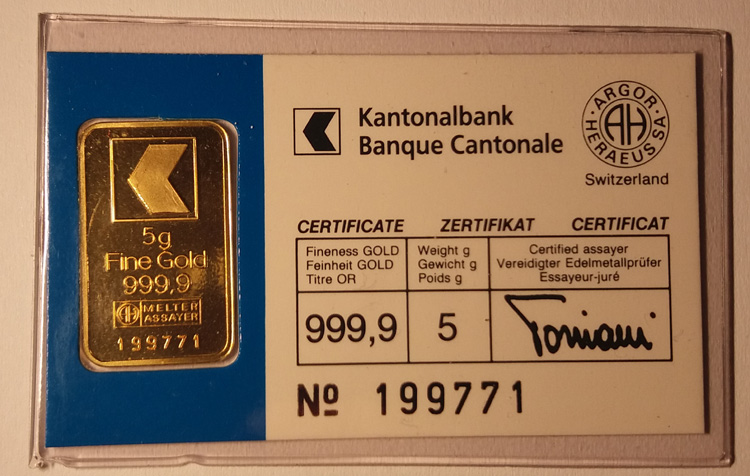 5g
Fine Gold
999,9
AH MELTER
ASSAYER
199771
Kantonalbank
Banque Cantonale
ARGOR·
HERAEUS SA·
AH
Switzerland
CERTIFICATE ZERTIFIKAT CERTIFICAT
Fineness GOLD
Feinheit GOLD
Titre OR
Weight g
Gewicht g
Poids g
Certified assayer
Vereidigter Edelmetallprüfer
Essayeur-juré
999,9
5
Tomiani
Nº 199771